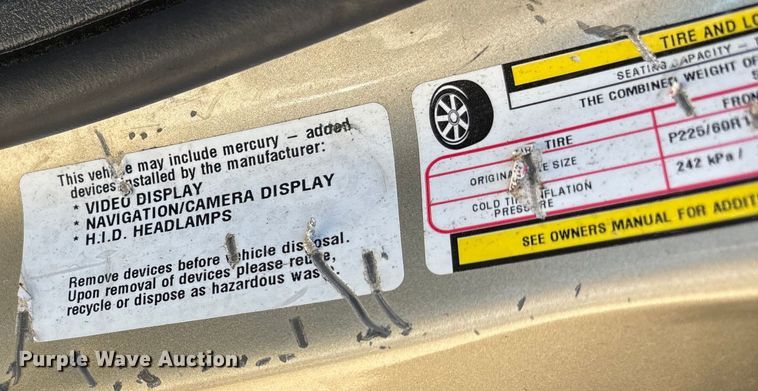 This vehicle may include mercury – added
devices installed by the manufacturer:
* VIDEO DISPLAY
* NAVIGATION/CAMERA DISPLAY
* H.I.D. HEADLAMPS
Remove devices before vehicle disposal.
Upon removal of devices please reuse,
recycle or dispose as hazardous waste.
TIRE AND LO
SEATING CAPACITY –
THE COMBINED WEIGHT OF
TIRE
FRON
ORIGINAL TIRE SIZE
P225/60R1
COLD TIRE INFLATION
PRESSURE
242 kPa /
SEE OWNERS MANUAL FOR ADDITI
Purple Wave Auction